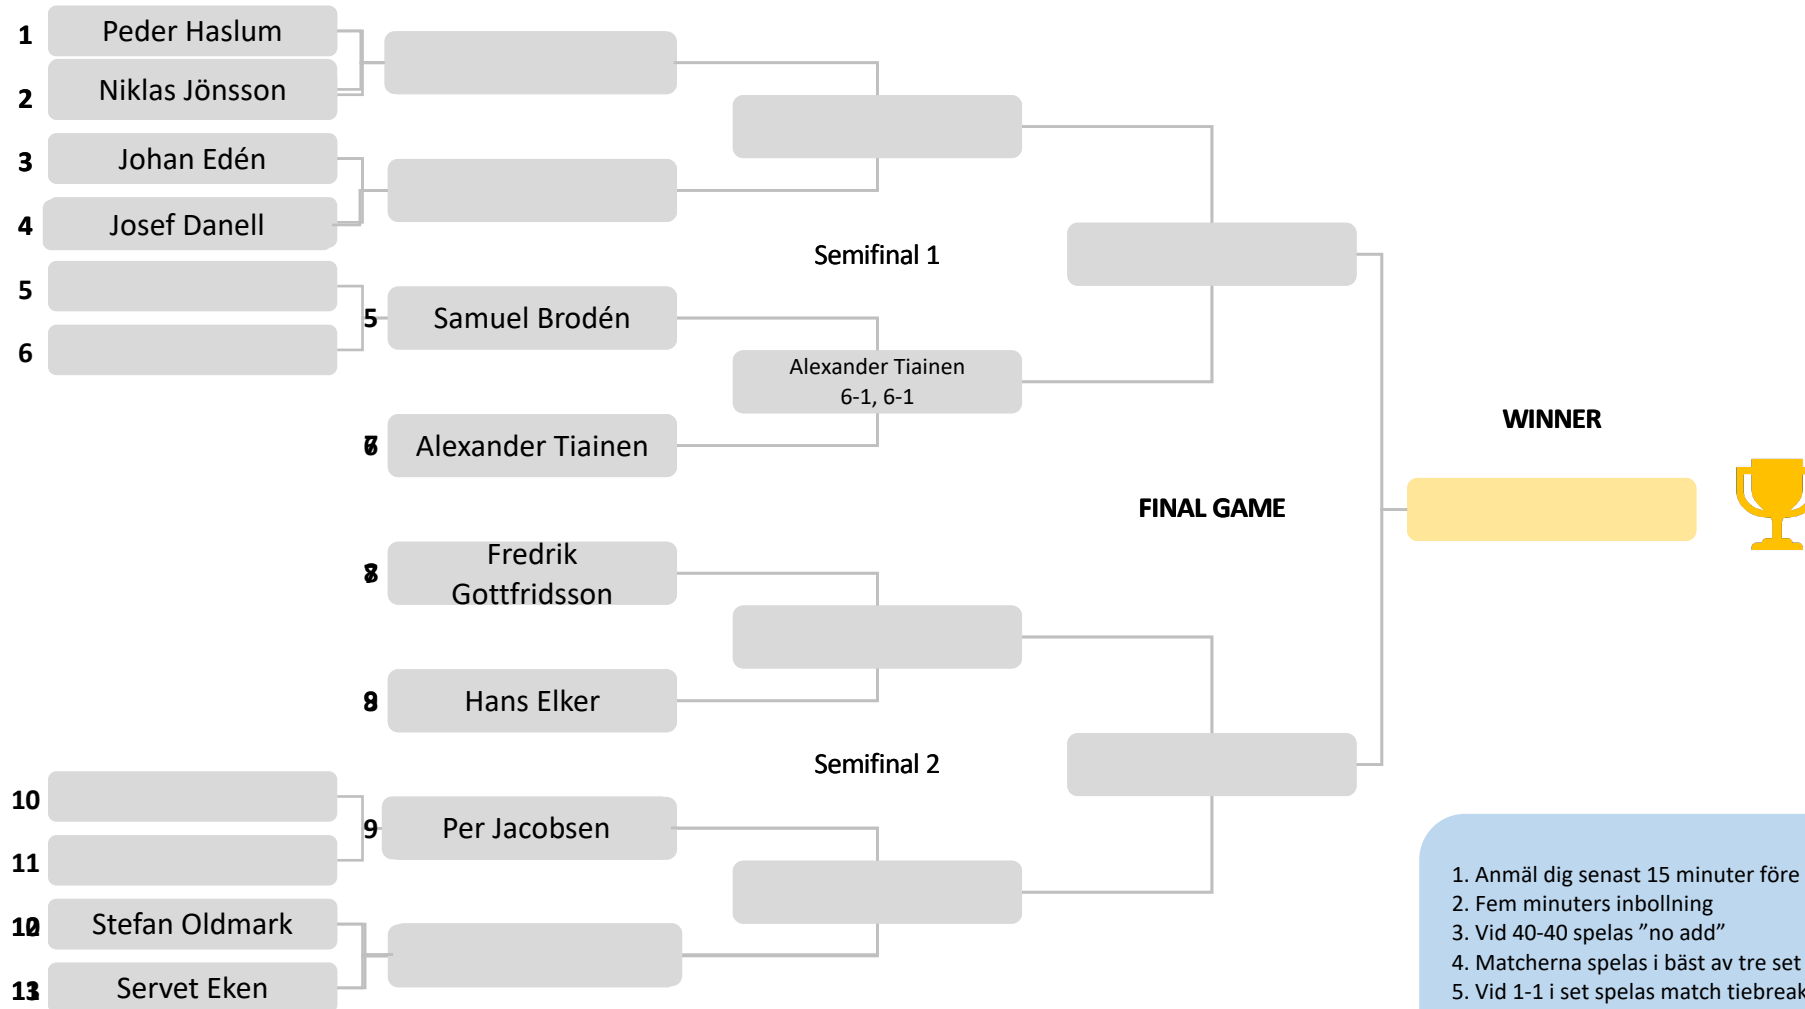 1
Peder Haslum
2
Niklas Jönsson
3
Johan Edén
4
Josef Danell
Semifinal 1
5
5
Samuel Brodén
6
Alexander Tiainen
6-1, 6-1
WINNER
Alexander Tiainen
FINAL GAME
Fredrik
Gottfridsson
Hans Elker
Semifinal 2
10
9
Per Jacobsen
11
Stefan Oldmark
Servet Eken
1. Anmäl dig senast 15 minuter före
2. Fem minuters inbollning
3. Vid 40-40 spelas ”no add”
4. Matcherna spelas i bäst av tre set
5. Vid 1-1 i set spelas match tiebreak